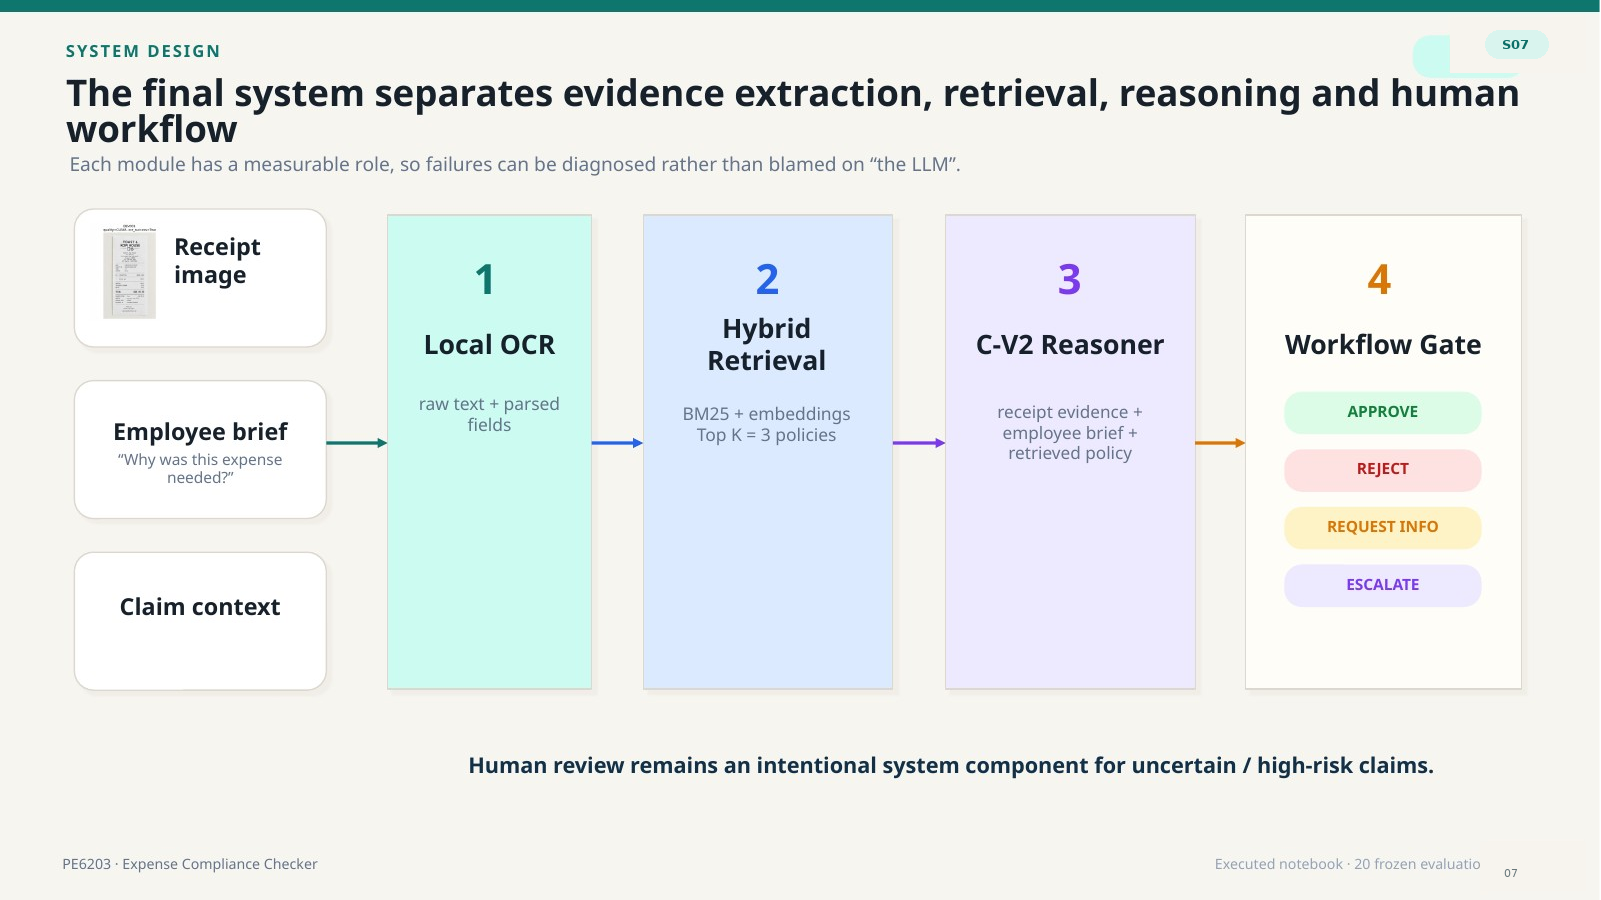 SYSTEM DESIGN
S07
The final system separates evidence extraction, retrieval, reasoning and human
workflow
Each module has a measurable role, so failures can be diagnosed rather than blamed on “the LLM”.
Receipt
image
Employee brief
“Why was this expense
needed?”
Claim context
1
Local OCR
raw text + parsed
fields
2
Hybrid
Retrieval
BM25 + embeddings
Top K = 3 policies
3
C-V2 Reasoner
receipt evidence +
employee brief +
retrieved policy
4
Workflow Gate
APPROVE
REJECT
REQUEST INFO
ESCALATE
Human review remains an intentional system component for uncertain / high-risk claims.
PE6203 · Expense Compliance Checker
Executed notebook · 20 frozen evaluatio
07